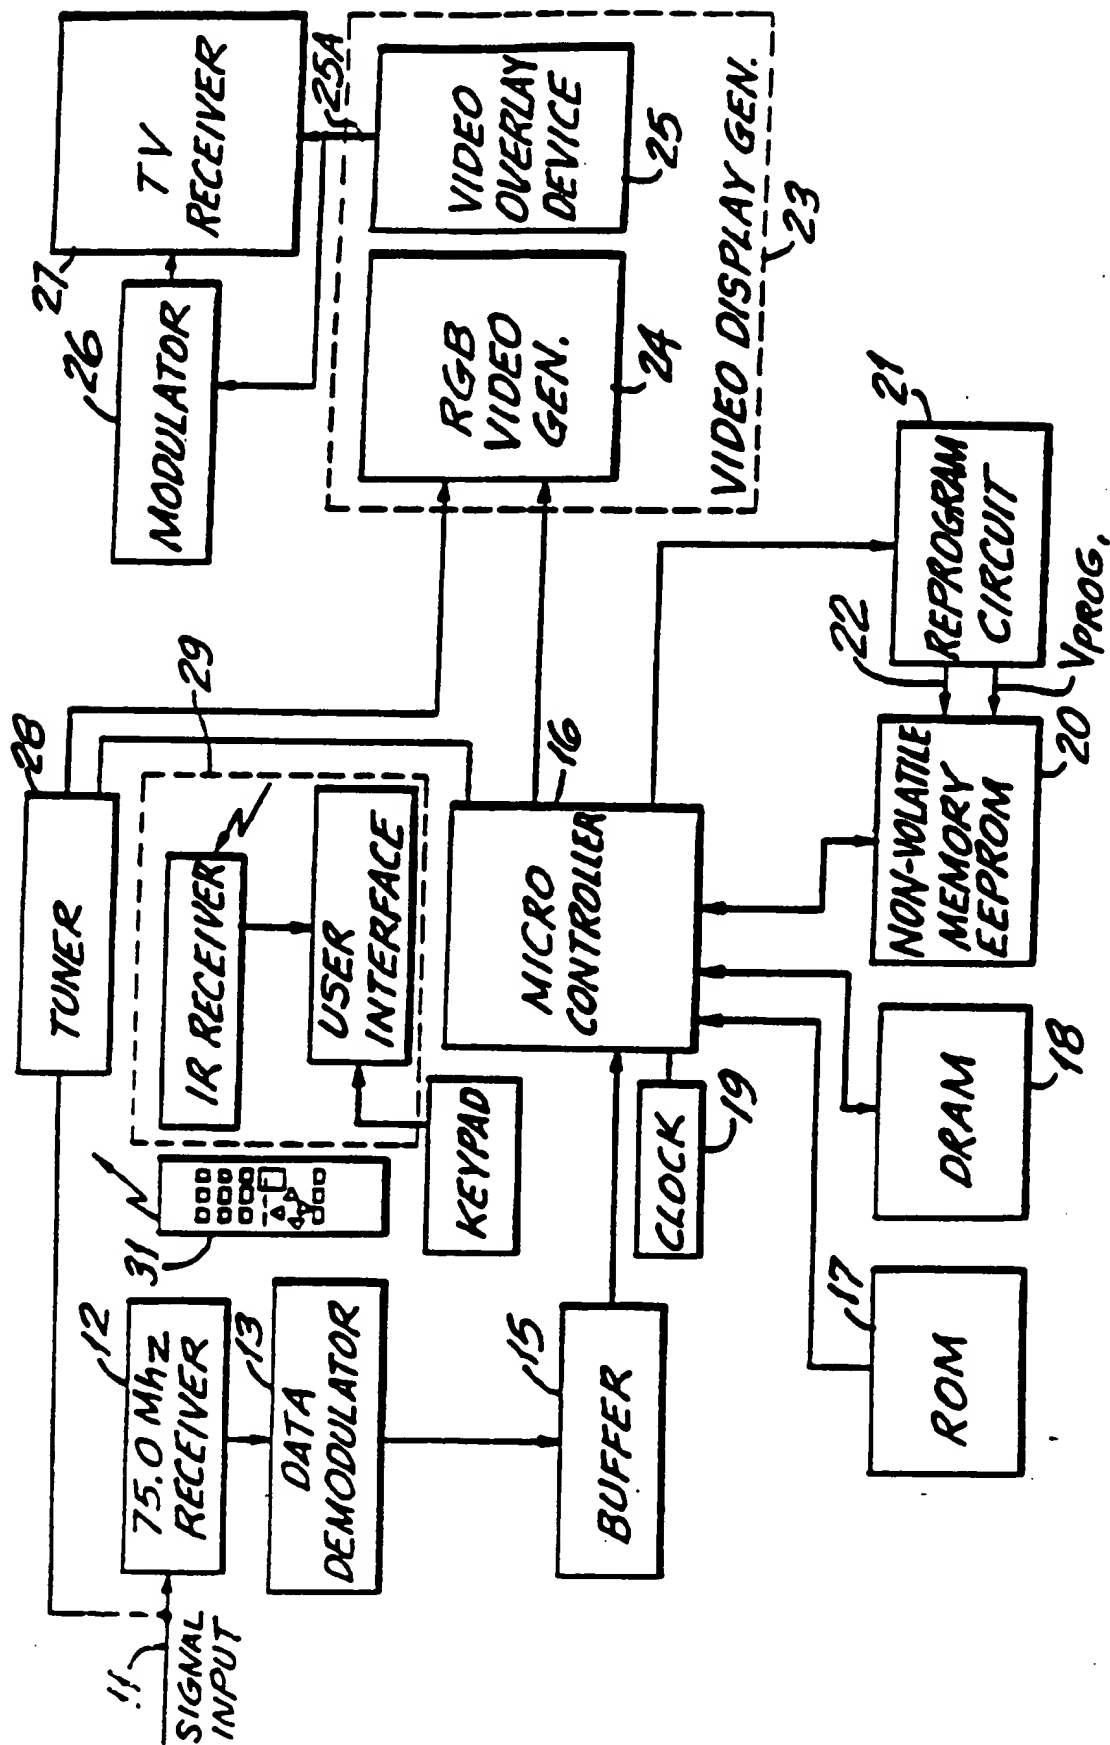 11
SIGNAL
INPUT
12
75.0 Mhz
RECEIVER
13
DATA
DEMODULATOR
15
BUFFER
31
28
TUNER
29
IR RECEIVER
USER
INTERFACE
KEYPAD
16
MICRO
CONTROLLER
CLOCK
19
17
ROM
DRAM
18
NON-VOLATILE
MEMORY
EEPROM
20
22
VPROG.
21
REPROGRAM
CIRCUIT
26
MODULATOR
27
TV
RECEIVER
25A
RGB
VIDEO
GEN.
24
VIDEO
OVERLAY
DEVICE
25
VIDEO DISPLAY GEN.
23